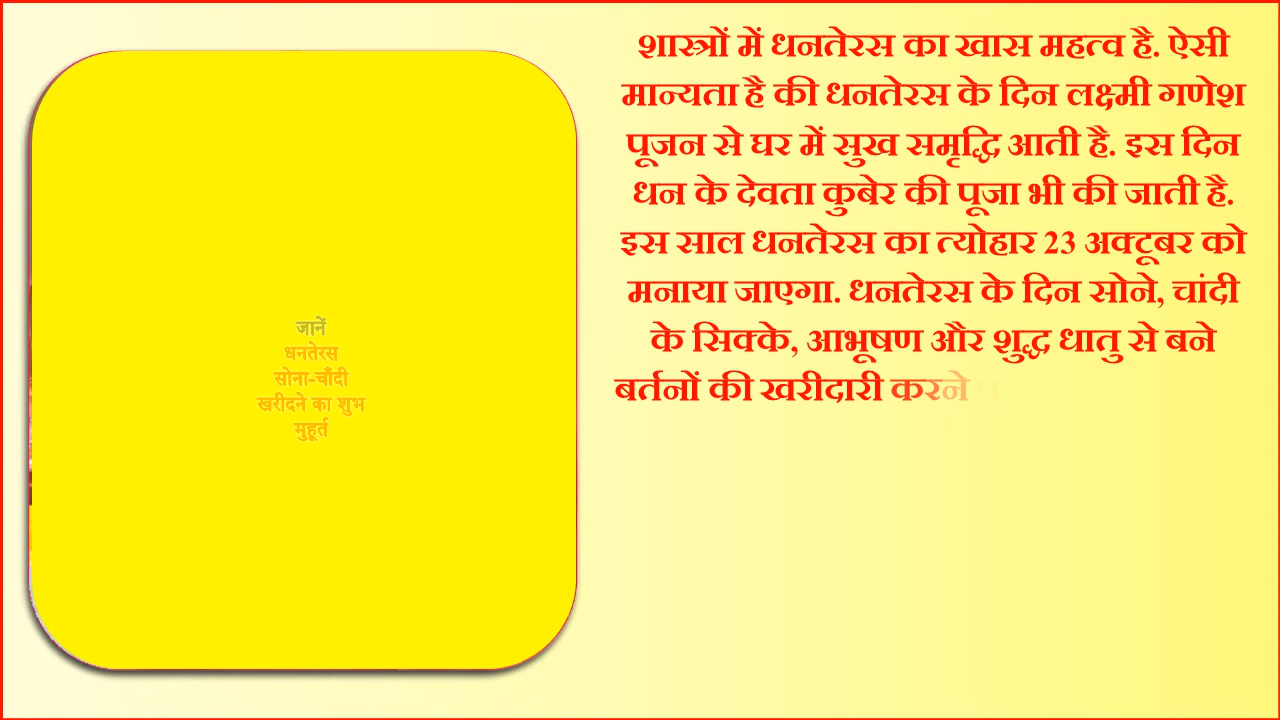 जानें
धनतेरस
सोना-चाँदी
खरीदने का शुभ
मुहूर्त
शास्त्रों में धनतेरस का खास महत्व है. ऐसी
मान्यता है की धनतेरस के दिन लक्ष्मी गणेश
पूजन से घर में सुख समृद्धि आती है. इस दिन
धन के देवता कुबेर की पूजा भी की जाती है.
इस साल धनतेरस का त्योहार 23 अक्टूबर को
मनाया जाएगा. धनतेरस के दिन सोने, चांदी
के सिक्के, आभूषण और शुद्ध धातु से बने
बर्तनों की खरीदारी करने